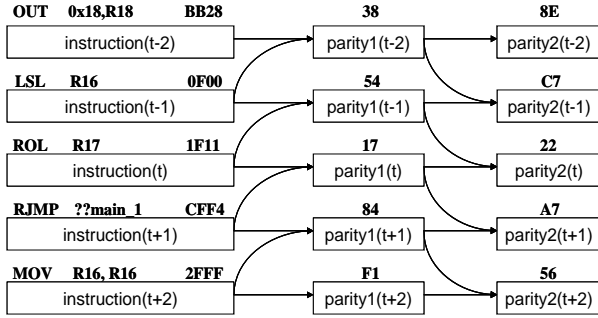 OUT 0x18,R18 BB28 38 8E
instruction(t-2) parity1(t-2) parity2(t-2)
LSL R16 0F00 54 C7
instruction(t-1) parity1(t-1) parity2(t-1)
ROL R17 1F11 17 22
instruction(t) parity1(t) parity2(t)
RJMP ??main_1 CFF4 84 A7
instruction(t+1) parity1(t+1) parity2(t+1)
MOV R16, R16 2FFF F1 56
instruction(t+2) parity1(t+2) parity2(t+2)